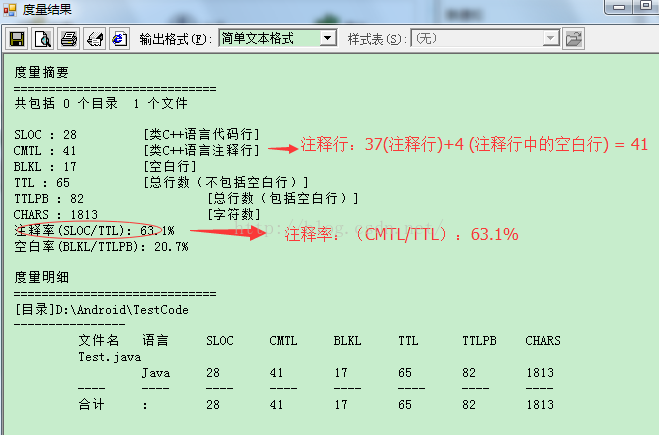 度量结果
输出格式(F): 简单文本格式 样式表(S): (无)
度量摘要
============================
共包括 0 个目录 1 个文件
SLOC : 28 [类C++语言代码行]
CMTL : 41 [类C++语言注释行] 注释行：37(注释行)+4 (注释行中的空白行) = 41
BLKL : 17 [空白行]
TTL : 65 [总行数（不包括空白行）]
TTLPB : 82 [总行数（包括空白行）]
CHARS : 1813 [字符数]
注释率(SLOC/TTL): 63.1% 注释率：（CMTL/TTL）: 63.1%
空白率(BLKL/TTLPB): 20.7%
度量明细
============================
[目录]D:\Android\TestCode
----------------
文件名 语言 SLOC CMTL BLKL TTL TTLPB CHARS
Test.java
Java 28 41 17 65 82 1813
---- ---- ---- ---- ---- ---- ---- ----
合计 : 28 41 17 65 82 1813